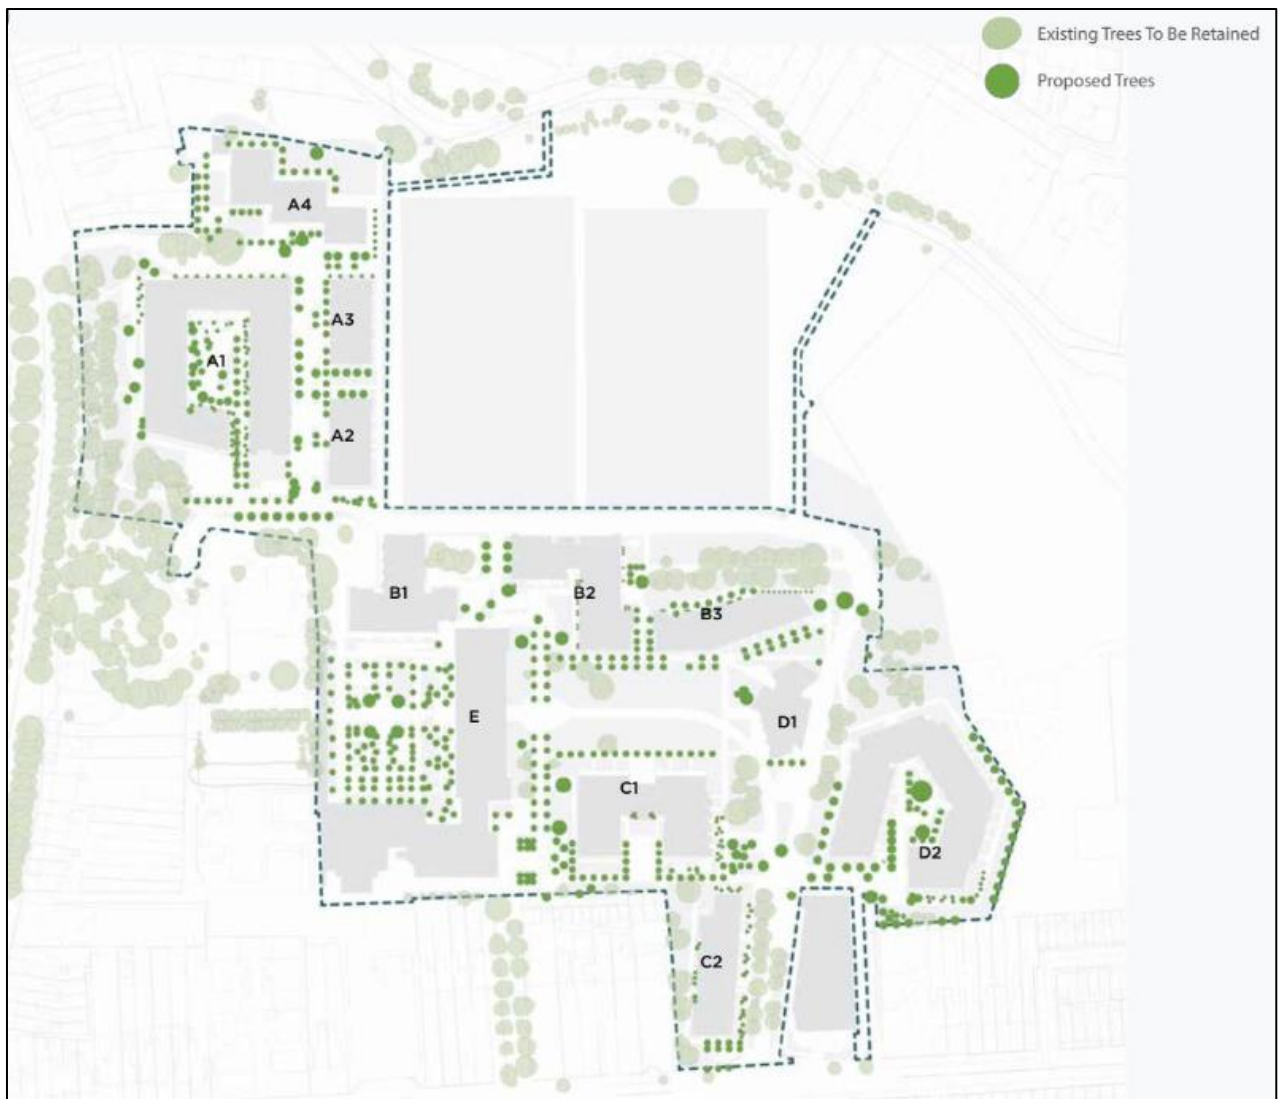 Existing Trees To Be Retained
Proposed Trees
A4
A3
A1
A2
B1
B2
B3
E
D1
C1
D2
C2